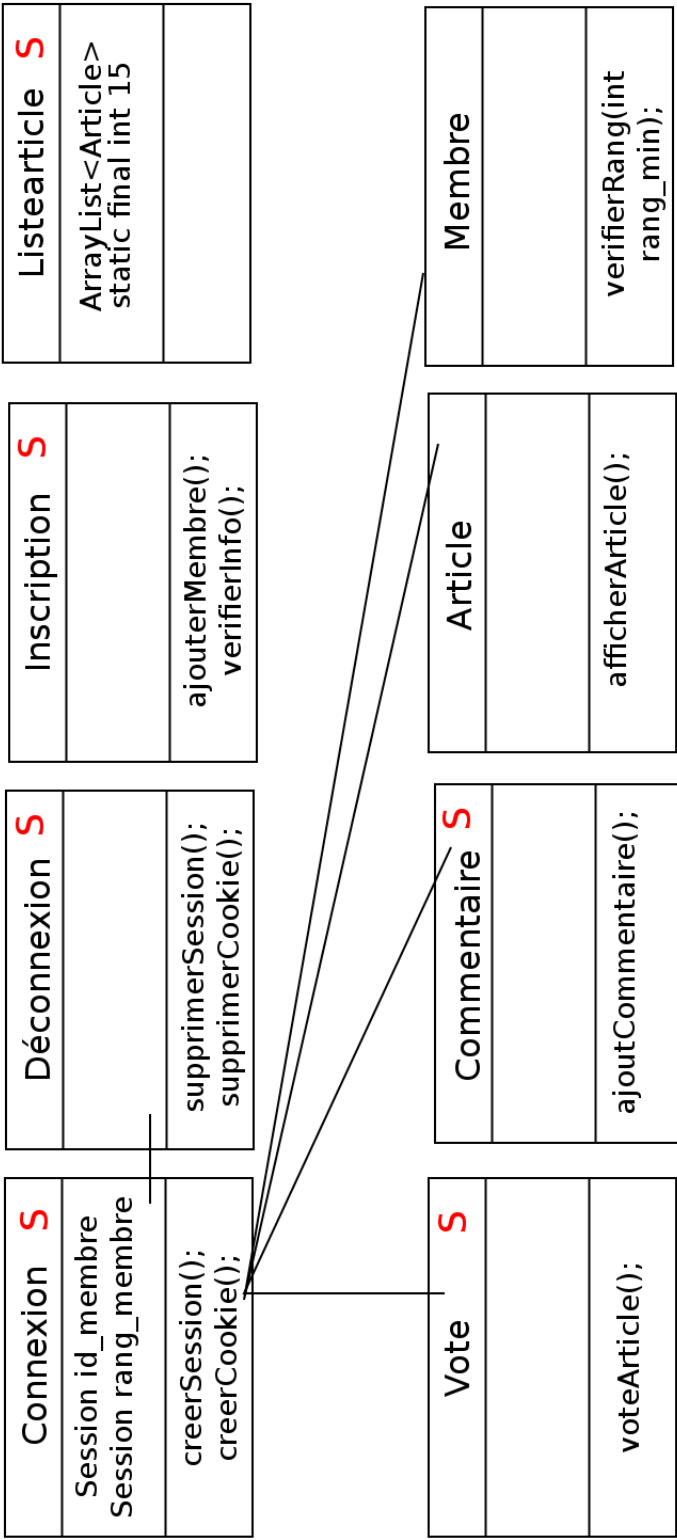 Connexion S
Session id_membre
Session rang_membre
creerSession();
creerCookie();
Déconnexion S
supprimerSession();
supprimerCookie();
Inscription S
ajouterMembre();
verifierInfo();
Listearticle S
ArrayList<Article>
static final int 15
Vote S
voteArticle();
Commentaire S
ajoutCommentaire();
Article
afficherArticle();
Membre
verifierRang(int
rang_min);